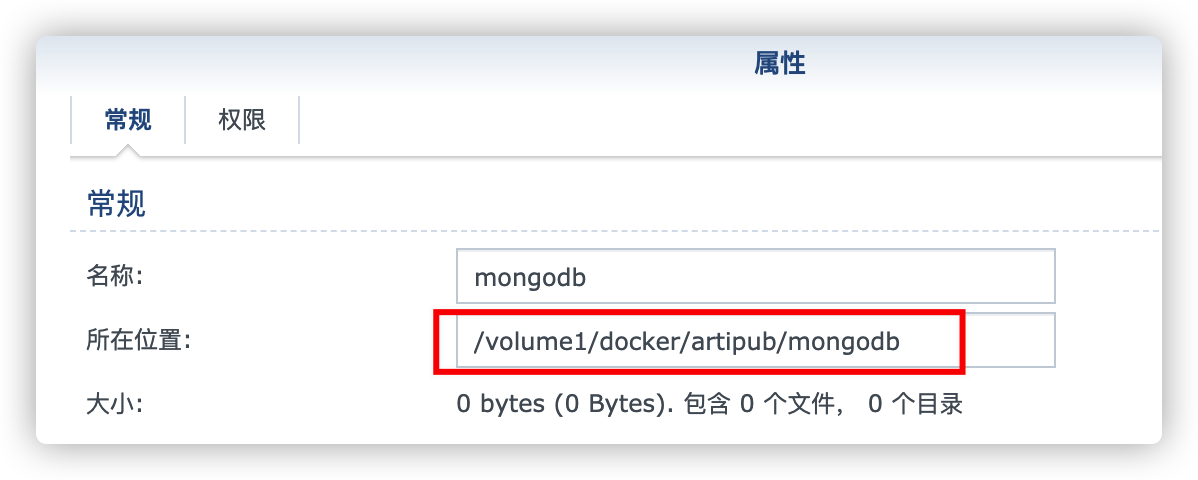 属性
常规 权限
常规
名称: mongodb
所在位置: /volume1/docker/artipub/mongodb
大小: 0 bytes (0 Bytes). 包含 0 个文件， 0 个目录